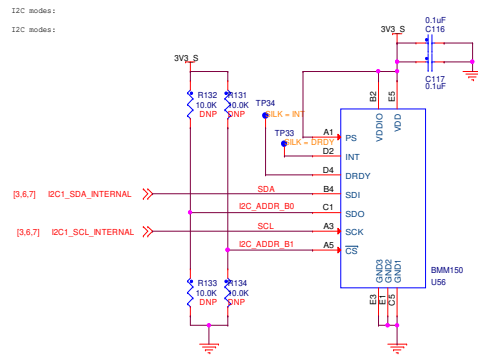 I2C modes:
I2C modes:
0.1uF
C116
3V3_S
C117
0.1uF
3V3_S
R132
10.0K
DNP
R131
10.0K
DNP
TP34
SILK = INT
TP33
SILK = DRDY
B2
E5
VDDIO
VDD
A1
PS
D2
INT
D4
DRDY
[3,6,7] I2C1_SDA_INTERNAL
SDA
B4
SDI
I2C_ADDR_B0
C1
SDO
[3,6,7] I2C1_SCL_INTERNAL
SCL
A3
SCK
I2C_ADDR_B1
A5
CS
GND3
GND2
GND1
E3
E1
C5
BMM150
U56
R133
10.0K
DNP
R134
10.0K
DNP